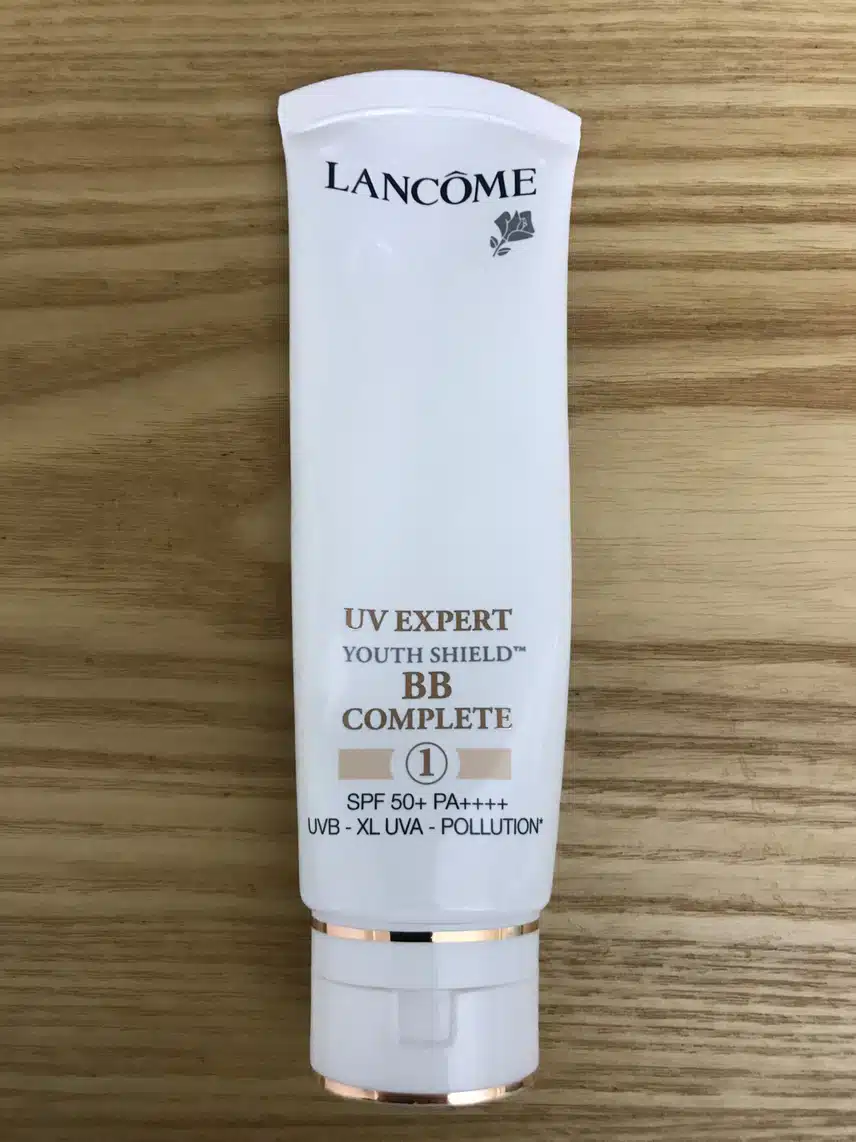 LANCÔME
UV EXPERT
YOUTH SHIELD™
BB
COMPLETE
1
SPF 50+ PA++++
UVB - XL UVA - POLLUTION*